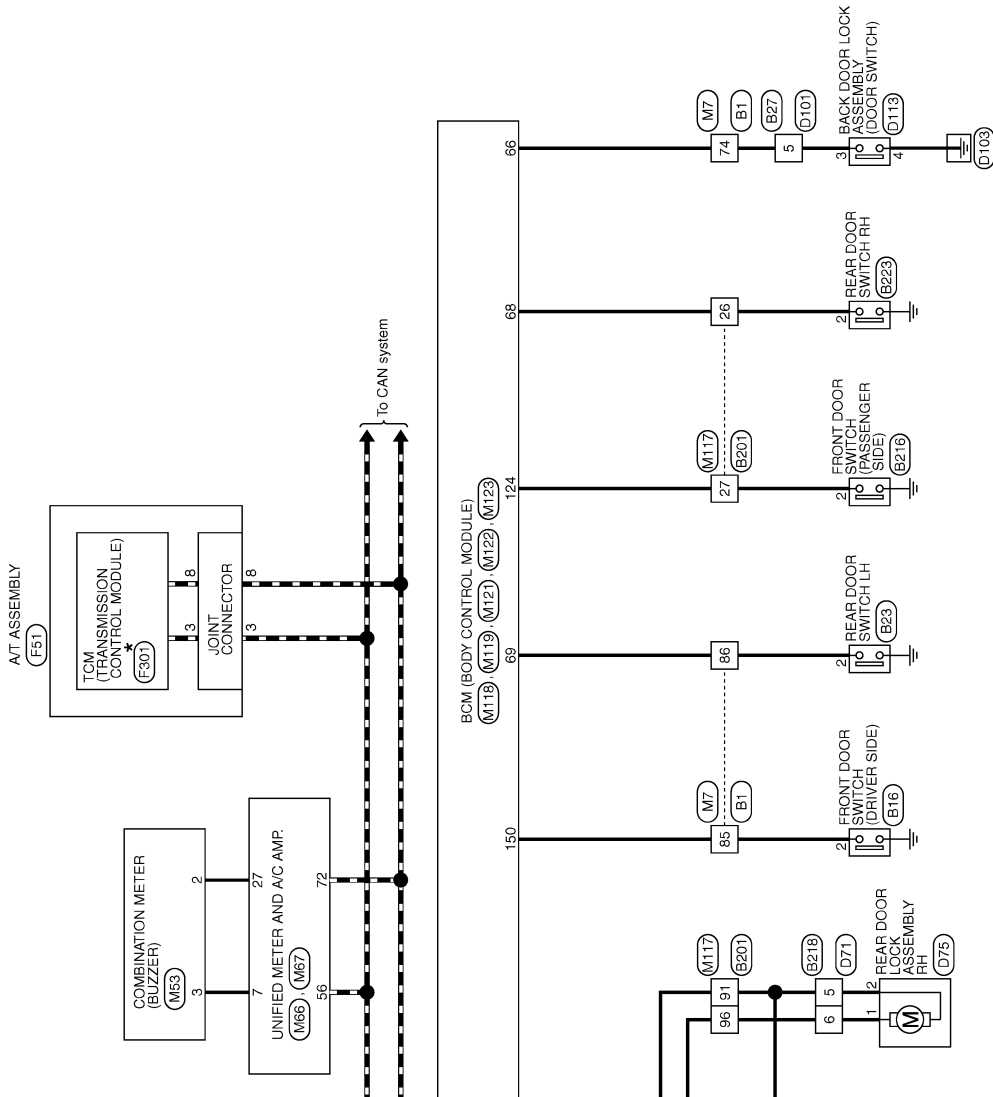 A/T ASSEMBLY
F51
TCM
(TRANSMISSION
CONTROL MODULE)
*
F301
3
8
JOINT
CONNECTOR
3
8
To CAN system
COMBINATION METER
(BUZZER)
M53
3
2
7
27
UNIFIED METER AND A/C AMP.
M66 , M67
56
72
BCM (BODY CONTROL MODULE)
M118 , M119 , M121 , M122 , M123
150
69
124
68
66
M117
B201
96
91
B218
D71
6
5
1
2
M
REAR DOOR
LOCK
ASSEMBLY
RH
D75
M7
B1
85
2
FRONT DOOR
SWITCH
(DRIVER SIDE)
B16
86
2
REAR DOOR
SWITCH LH
B23
M117
B201
27
2
FRONT DOOR
SWITCH
(PASSENGER
SIDE)
B216
26
2
REAR DOOR
SWITCH RH
B223
M7
B1
74
B27
D101
5
3
4
BACK DOOR LOCK
ASSEMBLY
(DOOR SWITCH)
D113
D103